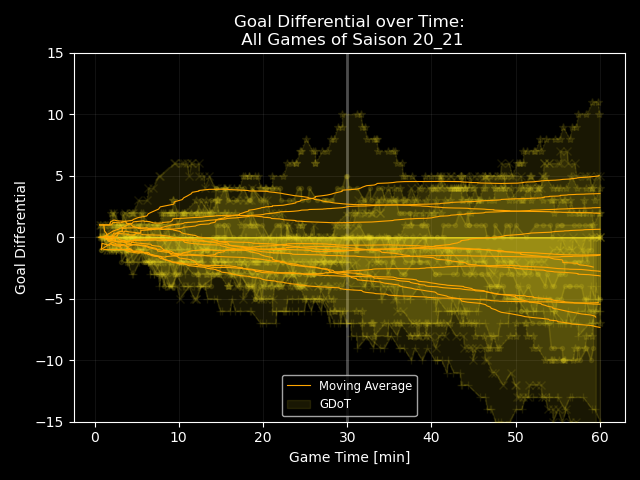 Goal Differential over Time:
All Games of Saison 20_21
15
10
5
0
−5
−10
−15
Goal Differential
0
10
20
30
40
50
60
Game Time [min]
Moving Average
GDoT